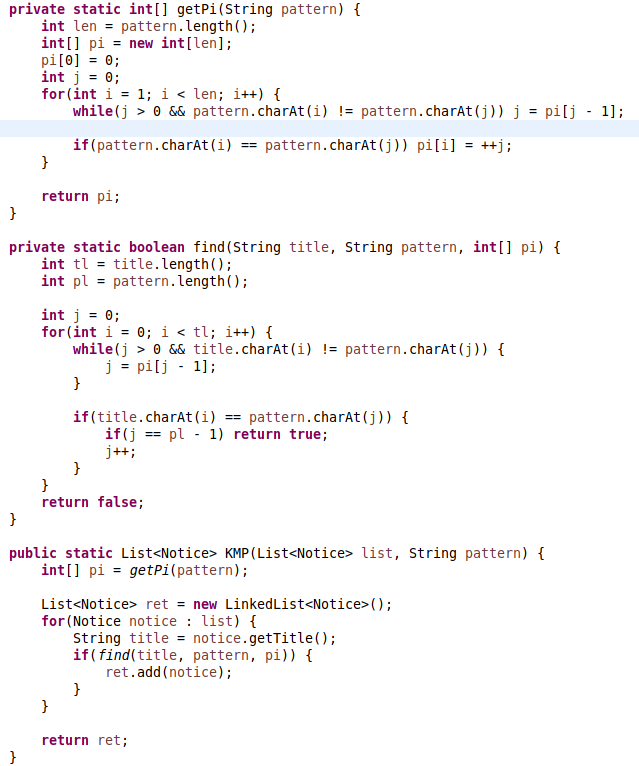 private static int[] getPi(String pattern) {
    int len = pattern.length();
    int[] pi = new int[len];
    pi[0] = 0;
    int j = 0;
    for(int i = 1; i < len; i++) {
        while(j > 0 && pattern.charAt(i) != pattern.charAt(j)) j = pi[j - 1];

        if(pattern.charAt(i) == pattern.charAt(j)) pi[i] = ++j;
    }

    return pi;
}

private static boolean find(String title, String pattern, int[] pi) {
    int tl = title.length();
    int pl = pattern.length();

    int j = 0;
    for(int i = 0; i < tl; i++) {
        while(j > 0 && title.charAt(i) != pattern.charAt(j)) {
            j = pi[j - 1];
        }

        if(title.charAt(i) == pattern.charAt(j)) {
            if(j == pl - 1) return true;
            j++;
        }
    }
    return false;
}

public static List<Notice> KMP(List<Notice> list, String pattern) {
    int[] pi = getPi(pattern);

    List<Notice> ret = new LinkedList<Notice>();
    for(Notice notice : list) {
        String title = notice.getTitle();
        if(find(title, pattern, pi)) {
            ret.add(notice);
        }
    }

    return ret;
}